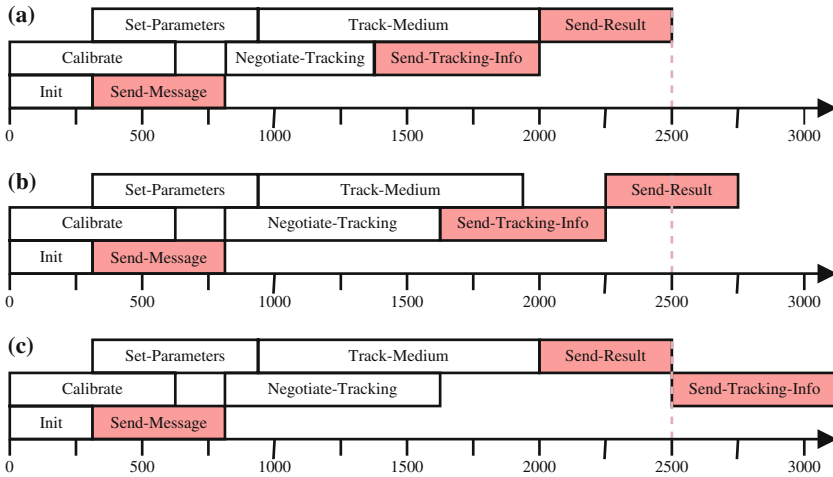 (a)
Set-Parameters Track-Medium Send-Result
Calibrate Negotiate-Tracking Send-Tracking-Info
Init Send-Message
0 500 1000 1500 2000 2500 3000
(b)
Set-Parameters Track-Medium Send-Result
Calibrate Negotiate-Tracking Send-Tracking-Info
Init Send-Message
0 500 1000 1500 2000 2500 3000
(c)
Set-Parameters Track-Medium Send-Result
Calibrate Negotiate-Tracking Send-Tracking-Info
Init Send-Message
0 500 1000 1500 2000 2500 3000